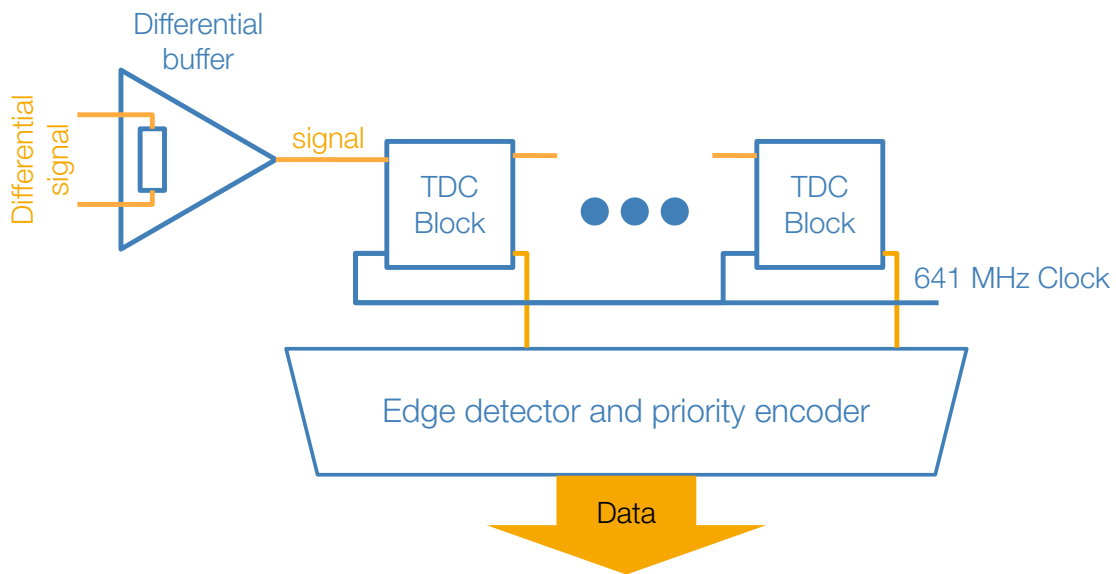 Differential
buffer
Differential
signal
signal
TDC
Block
TDC
Block
641 MHz Clock
Edge detector and priority encoder
Data